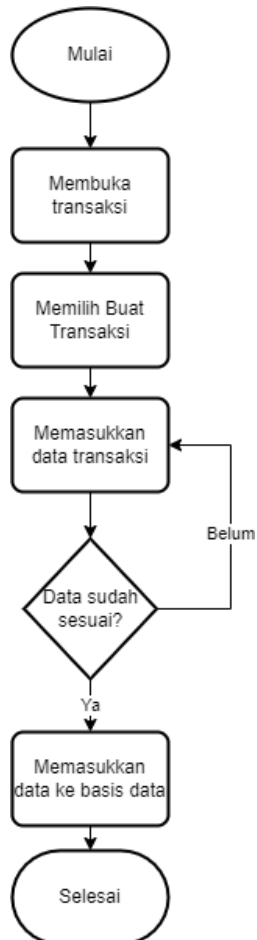 Mulai
Membuka
transaksi
Memilih Buat
Transaksi
Memasukkan
data transaksi
Belum
Data sudah
sesuai?
Ya
Memasukkan
data ke basis data
Selesai